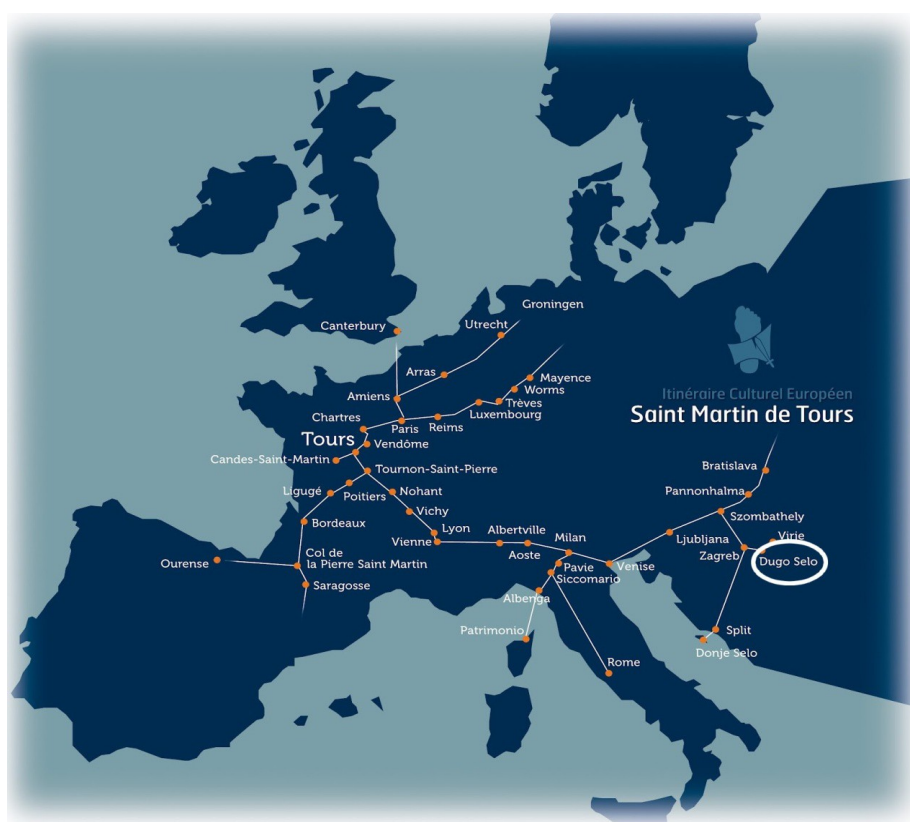 Groningen
Utrecht
Canterbury
Arras
Mayence
Worms
Amiens
Trèves
Luxembourg
Itinéraire Culturel Européen
Saint Martin de Tours
Chartres
Paris
Reims
Tours
Vendôme
Candes-Saint-Martin
Tournon-Saint-Pierre
Bratislava
Ligugé
Poitiers
Nohant
Pannonhalma
Vichy
Szombathely
Bordeaux
Lyon
Albertville
Milan
Ljubljana
Virje
Vienne
Aoste
Zagreb
Ourense
Col de
la Pierre Saint Martin
Pavie
Siccomario
Venise
Dugo Selo
Saragosse
Albenga
Patrimonio
Split
Donje Selo
Rome